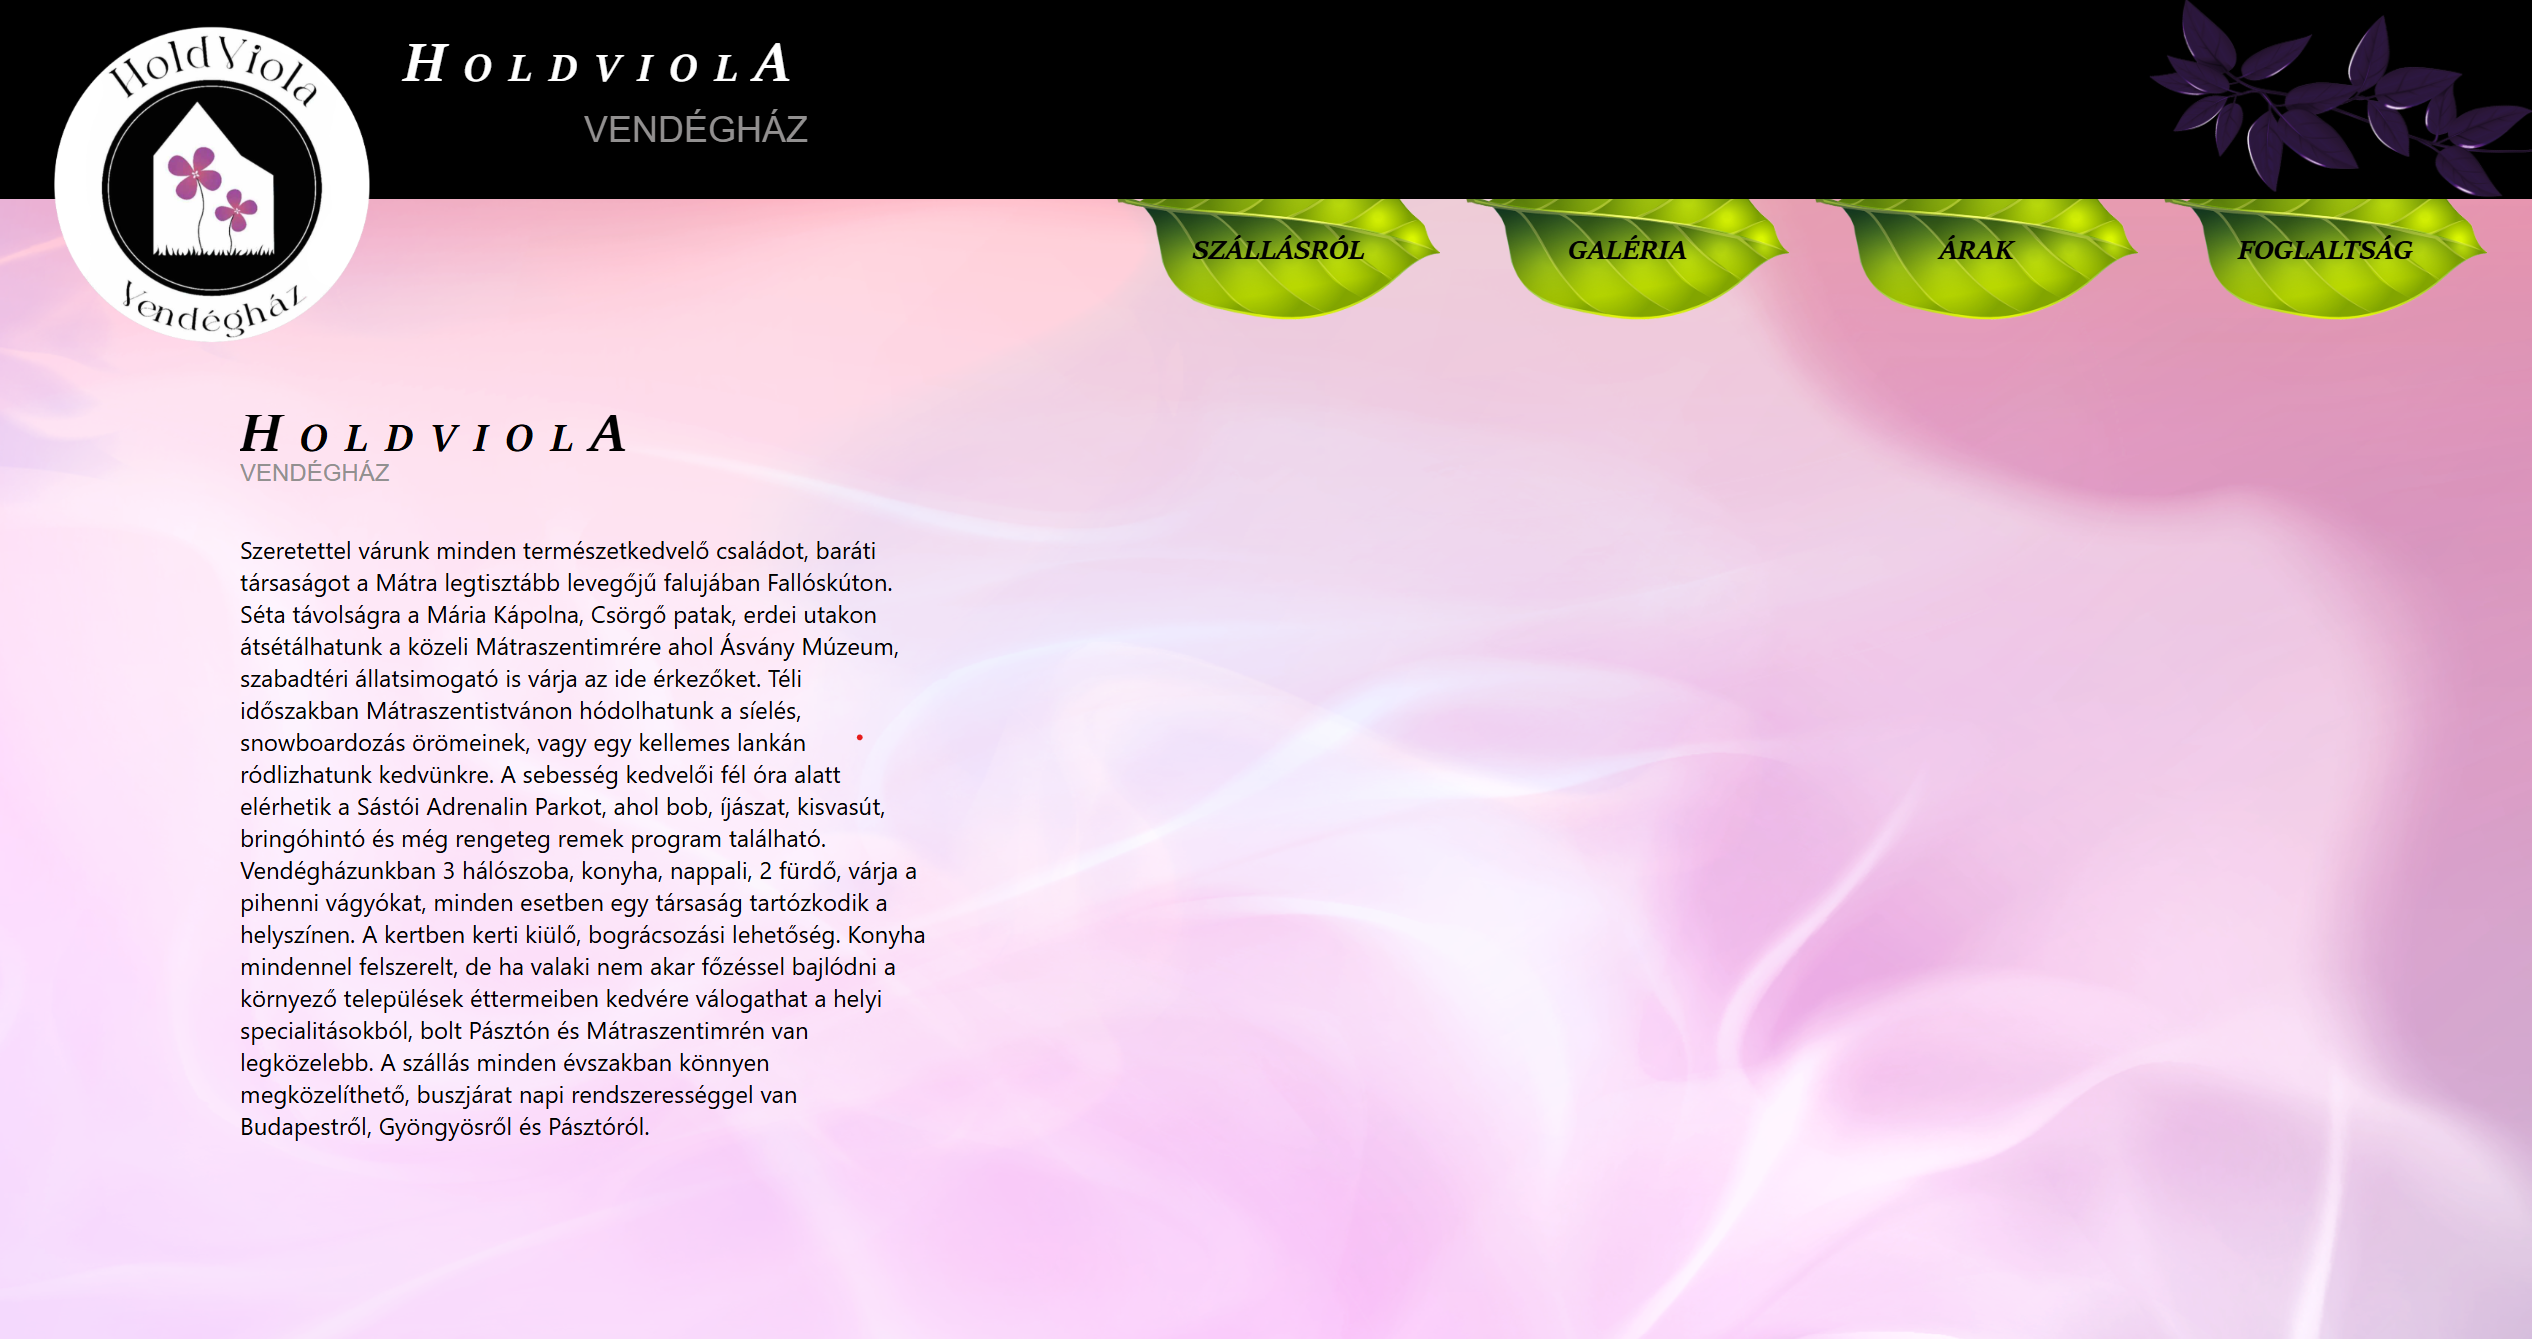 HoldViola
Vendégház
HOLDVIOLA
VENDÉGHÁZ
SZÁLLÁSRÓL
GALÉRIA
ÁRAK
FOGLALTSÁG
HOLDVIOLA
VENDÉGHÁZ
Szeretettel várunk minden természetkedvelő családot, baráti
társaságot a Mátra legtisztább levegőjű falujában Fallóskúton.
Séta távolságra a Mária Kápolna, Csörgő patak, erdei utakon
átsétálhatunk a közeli Mátraszentimrére ahol Ásvány Múzeum,
szabadtéri állatsimogató is várja az ide érkezőket. Téli
időszakban Mátraszentistvánon hódolhatunk a síelés,
snowboardozás örömeinek, vagy egy kellemes lankán
ródlizhatunk kedvünkre. A sebesség kedvelői fél óra alatt
elérhetik a Sástói Adrenalin Parkot, ahol bob, íjászat, kisvasút,
bringóhintó és még rengeteg remek program található.
Vendégházunkban 3 hálószoba, konyha, nappali, 2 fürdő, várja a
pihenni vágyókat, minden esetben egy társaság tartózkodik a
helyszínen. A kertben kerti kiülő, bográcsozási lehetőség. Konyha
mindennel felszerelt, de ha valaki nem akar főzéssel bajlódni a
környező települések éttermeiben kedvére válogathat a helyi
specialitásokból, bolt Pásztón és Mátraszentimrén van
legközelebb. A szállás minden évszakban könnyen
megközelíthető, buszjárat napi rendszerességgel van
Budapestről, Gyöngyösről és Pásztóról.